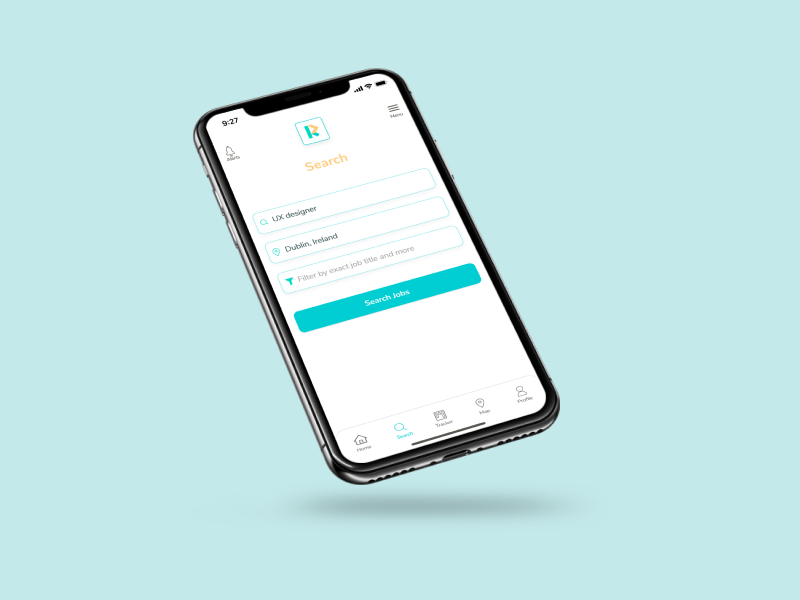 9:27
Menu
Alerts
R
Search
UX designer
Dublin, Ireland
Filter by exact job title and more
Search Jobs
Home
Search
Tracker
Map
Profile